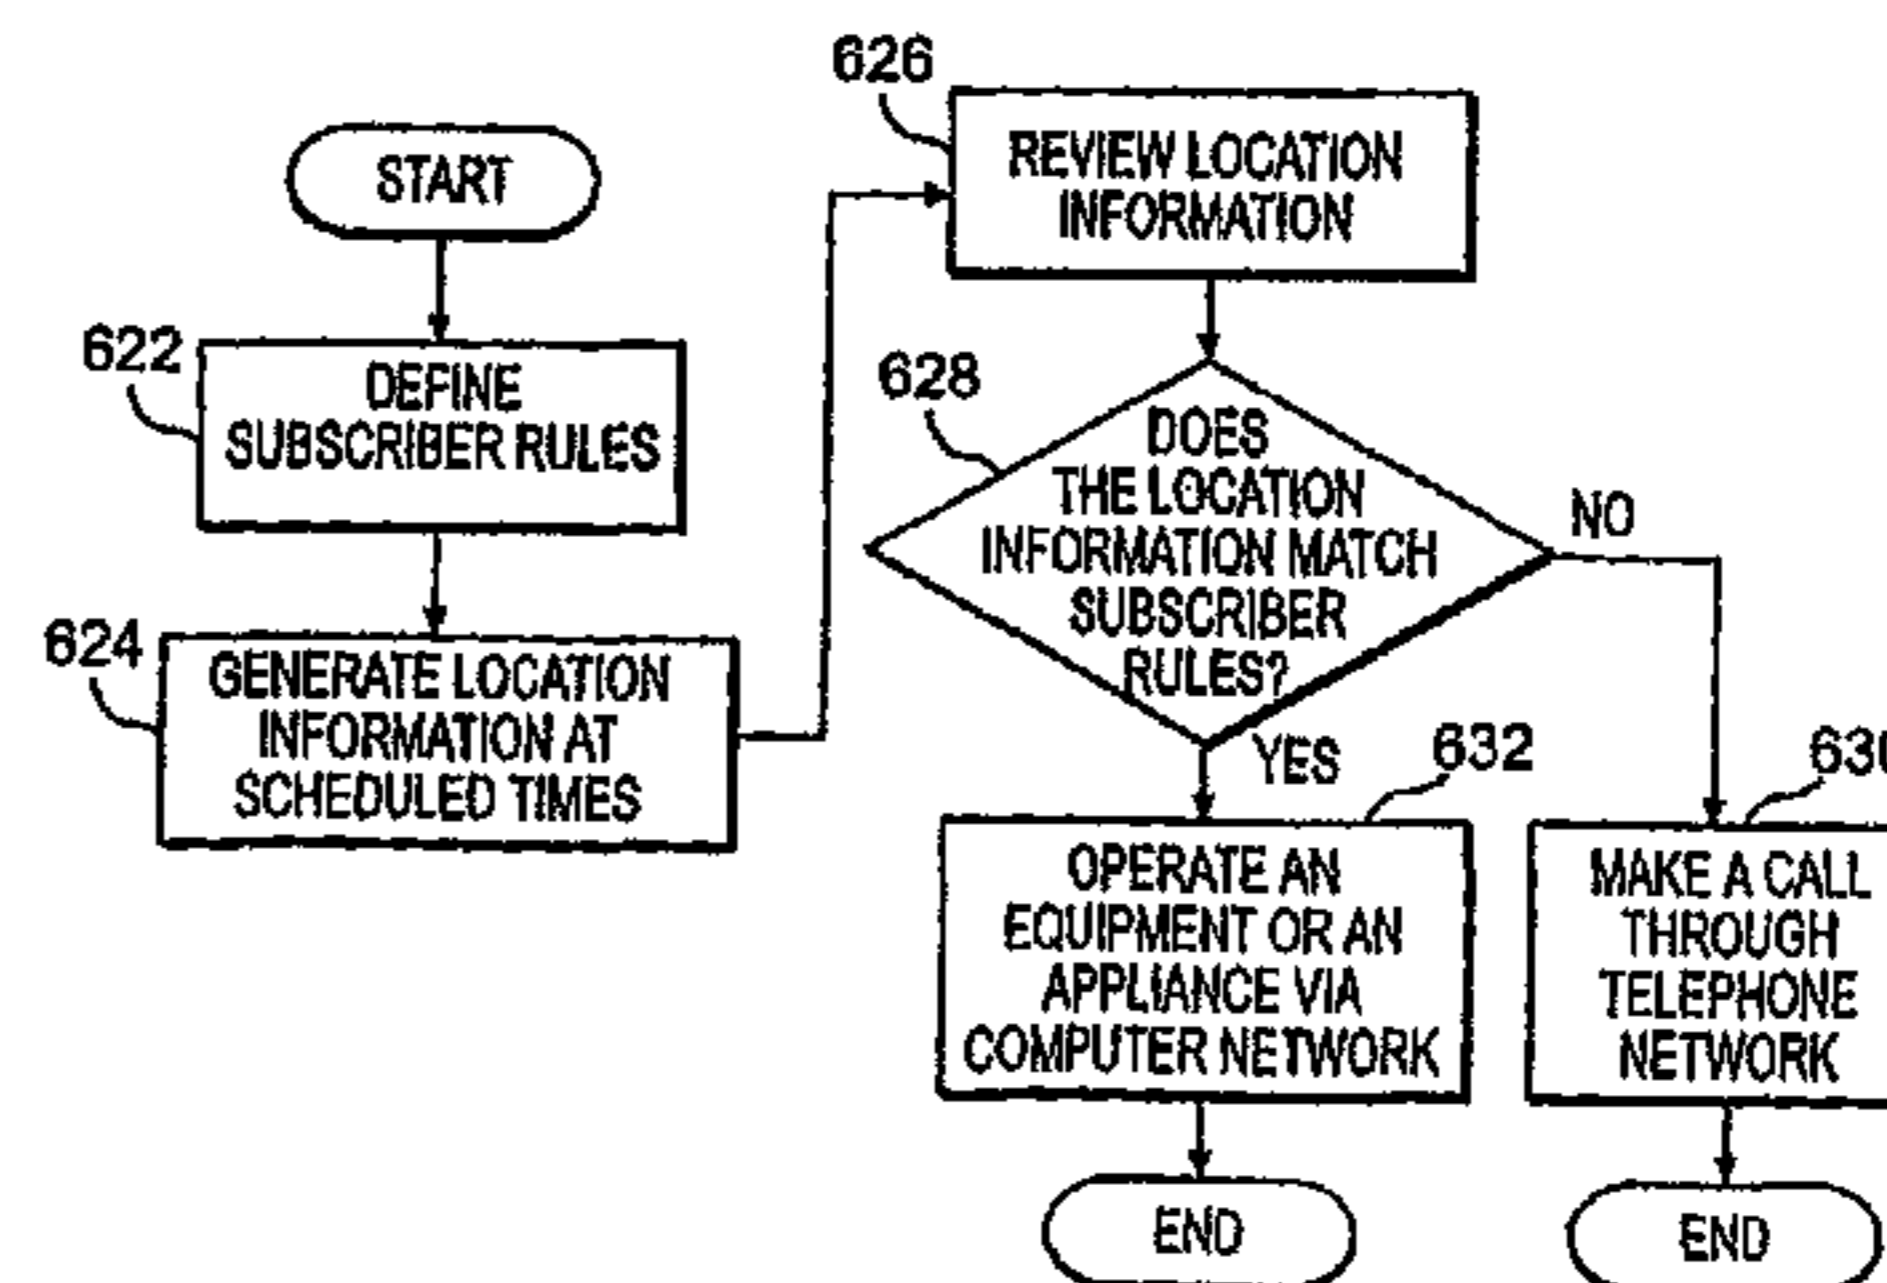 START
622
DEFINE
SUBSCRIBER RULES
624
GENERATE LOCATION
INFORMATION AT
SCHEDULED TIMES
626
REVIEW LOCATION
INFORMATION
628
DOES
THE LOCATION
INFORMATION MATCH
SUBSCRIBER
RULES?
NO
YES
632
OPERATE AN
EQUIPMENT OR AN
APPLIANCE VIA
COMPUTER NETWORK
END
630
MAKE A CALL
THROUGH
TELEPHONE
NETWORK
END